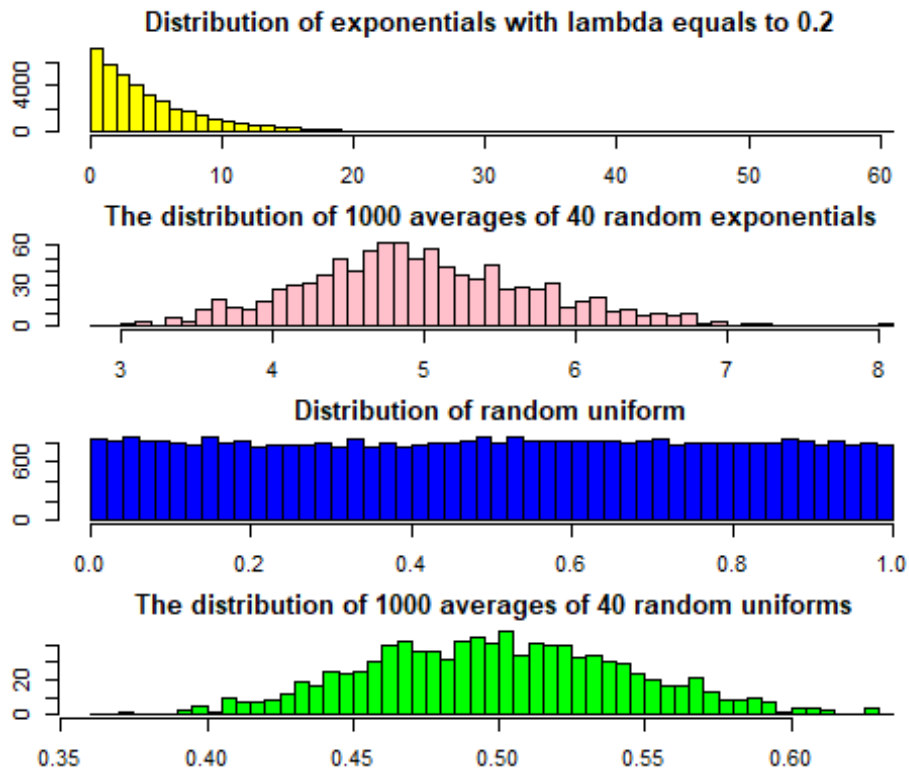 Distribution of exponentials with lambda equals to 0.2
4000
0
0 10 20 30 40 50 60
The distribution of 1000 averages of 40 random exponentials
60
30
0
3 4 5 6 7 8
Distribution of random uniform
600
0
0.0 0.2 0.4 0.6 0.8 1.0
The distribution of 1000 averages of 40 random uniforms
20
0
0.35 0.40 0.45 0.50 0.55 0.60